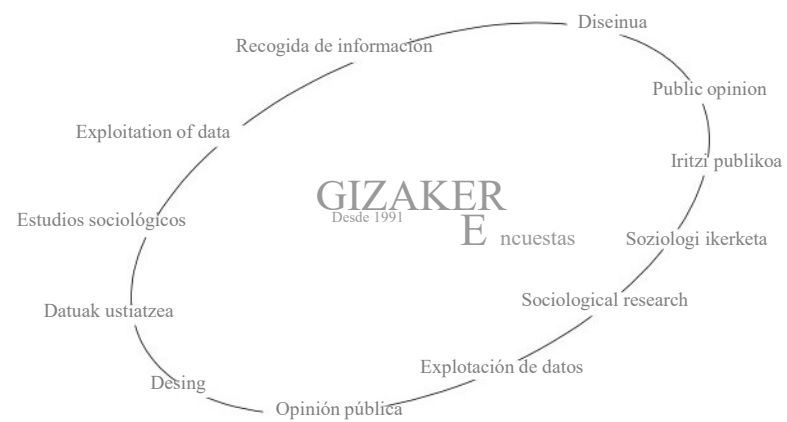 Diseinua
Recogida de información
Public opinion
Exploitation of data
Iritzi publikoa
GIZAKER
Desde 1991
E ncuestas
Estudios sociológicos
Soziologi ikerketa
Sociological research
Datuak ustiatzea
Explotación de datos
Desing
Opinión pública